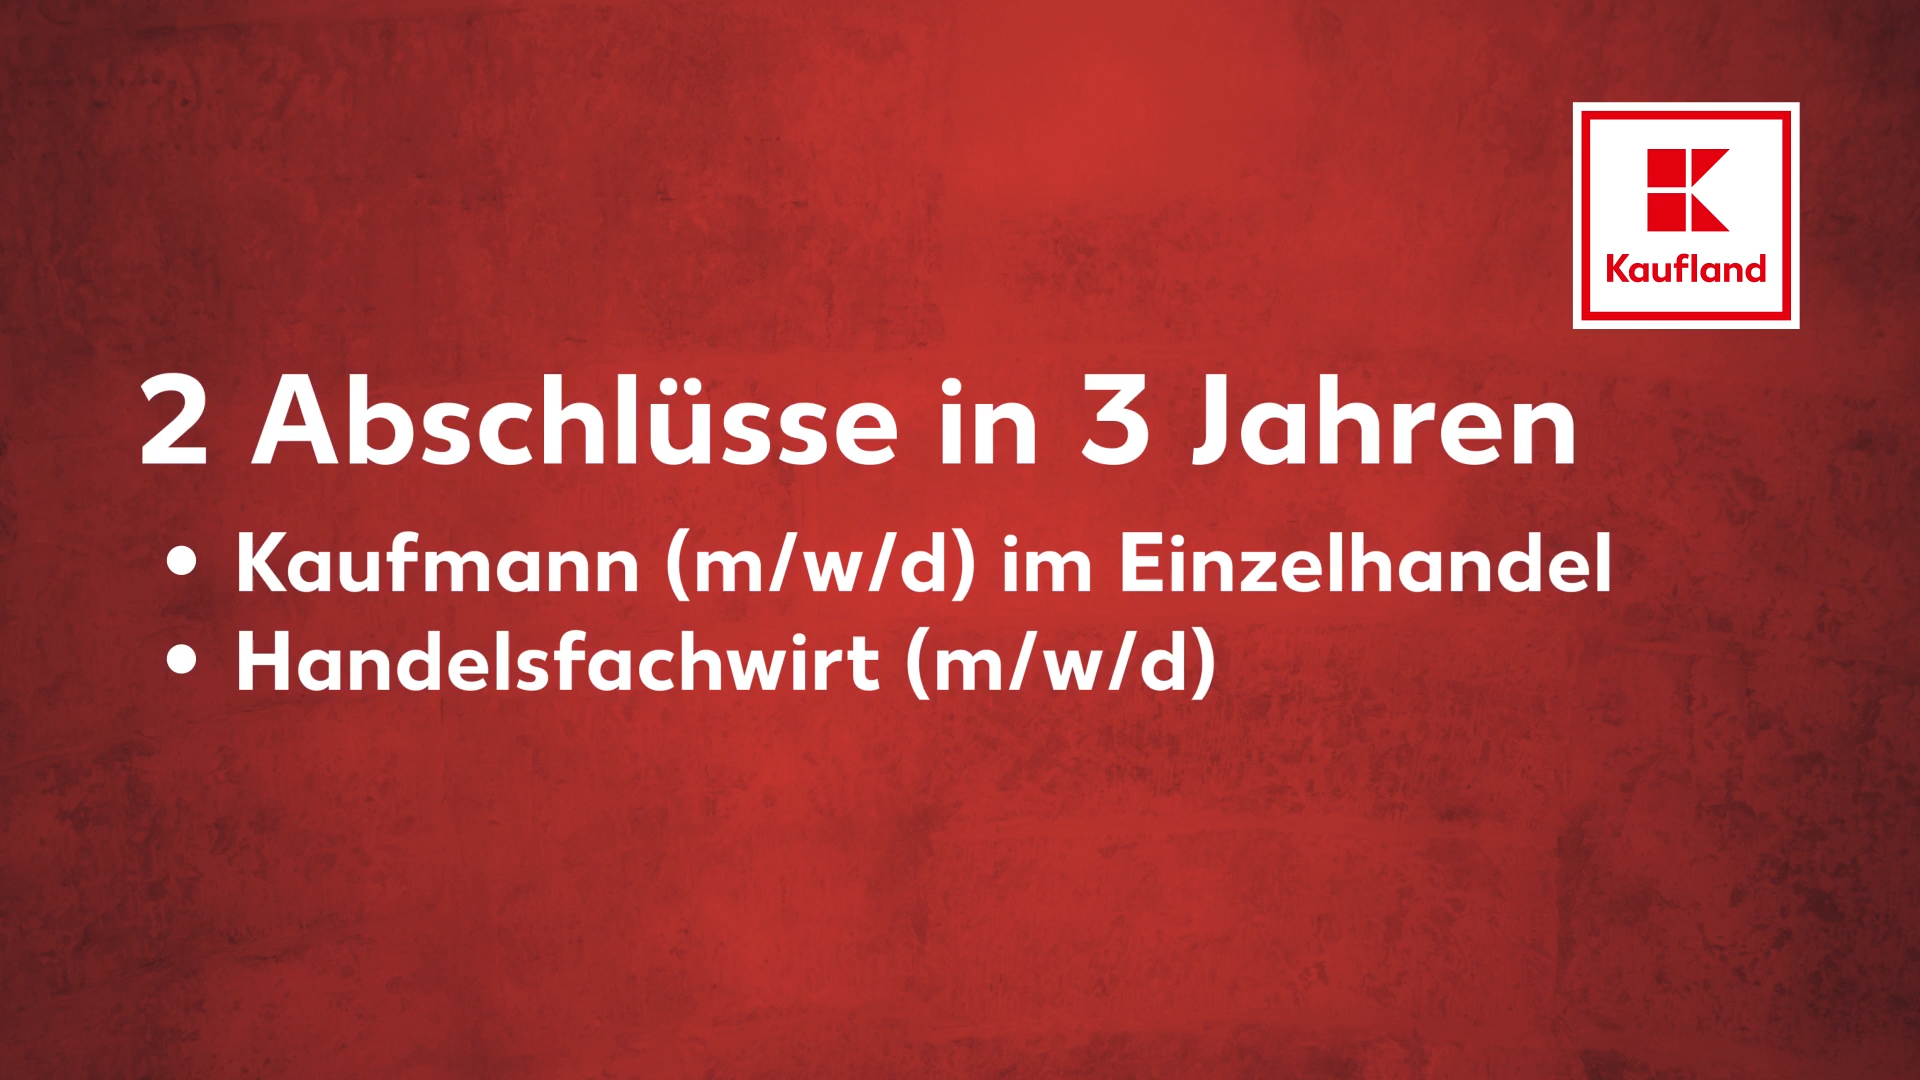 Kaufland
2 Abschlüsse in 3 Jahren
• Kaufmann (m/w/d) im Einzelhandel
• Handelsfachwirt (m/w/d)